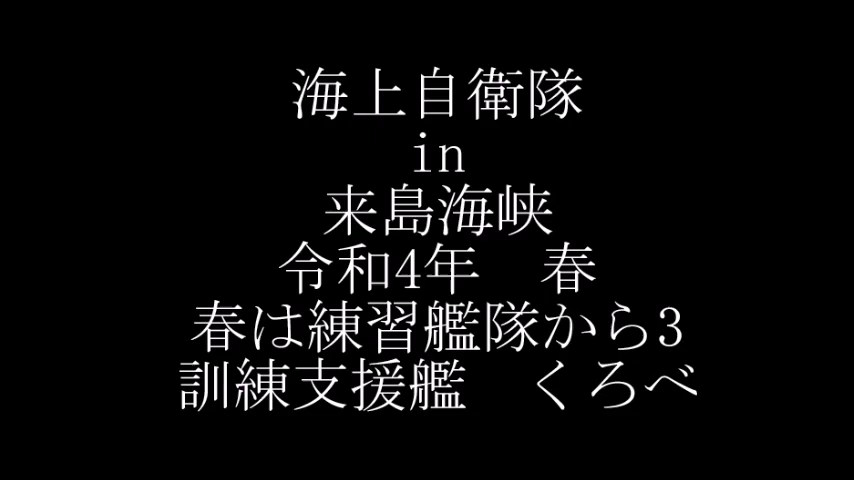 海上自衛隊
in
来島海峡
令和4年　春
春は練習艦隊から3
訓練支援艦　くろべ